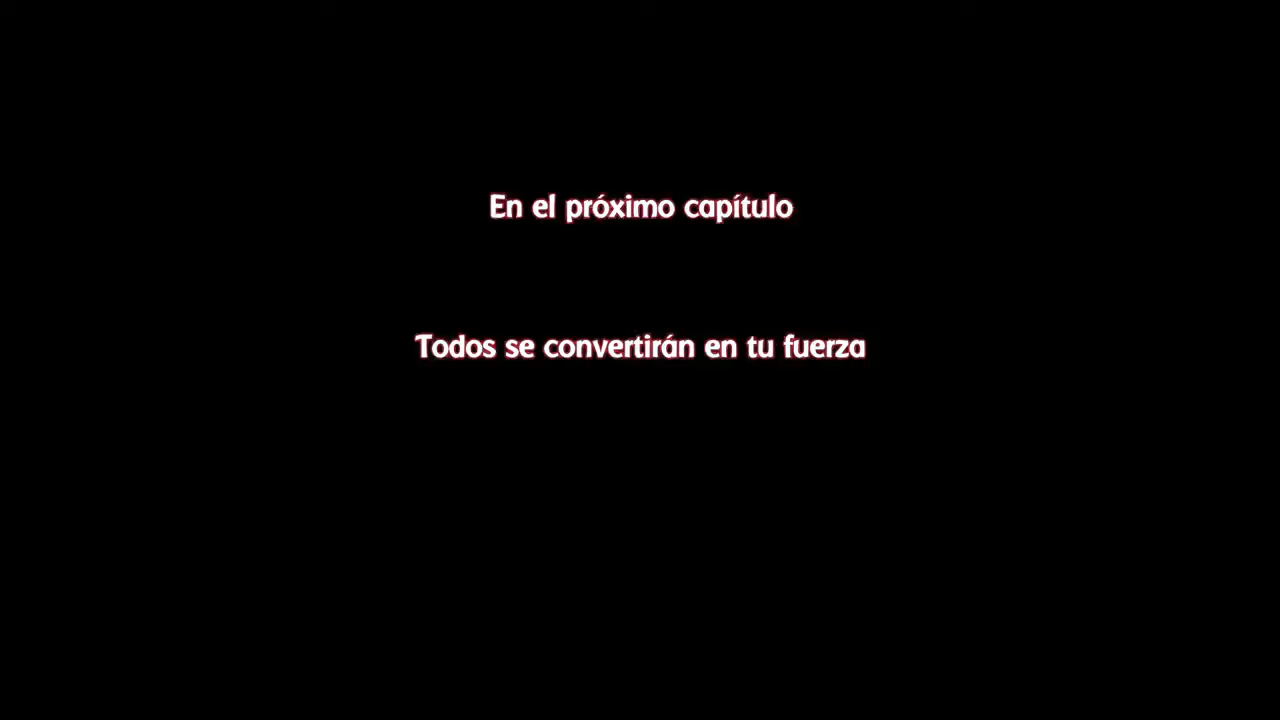 En el próximo capítulo
Todos se convertirán en tu fuerza